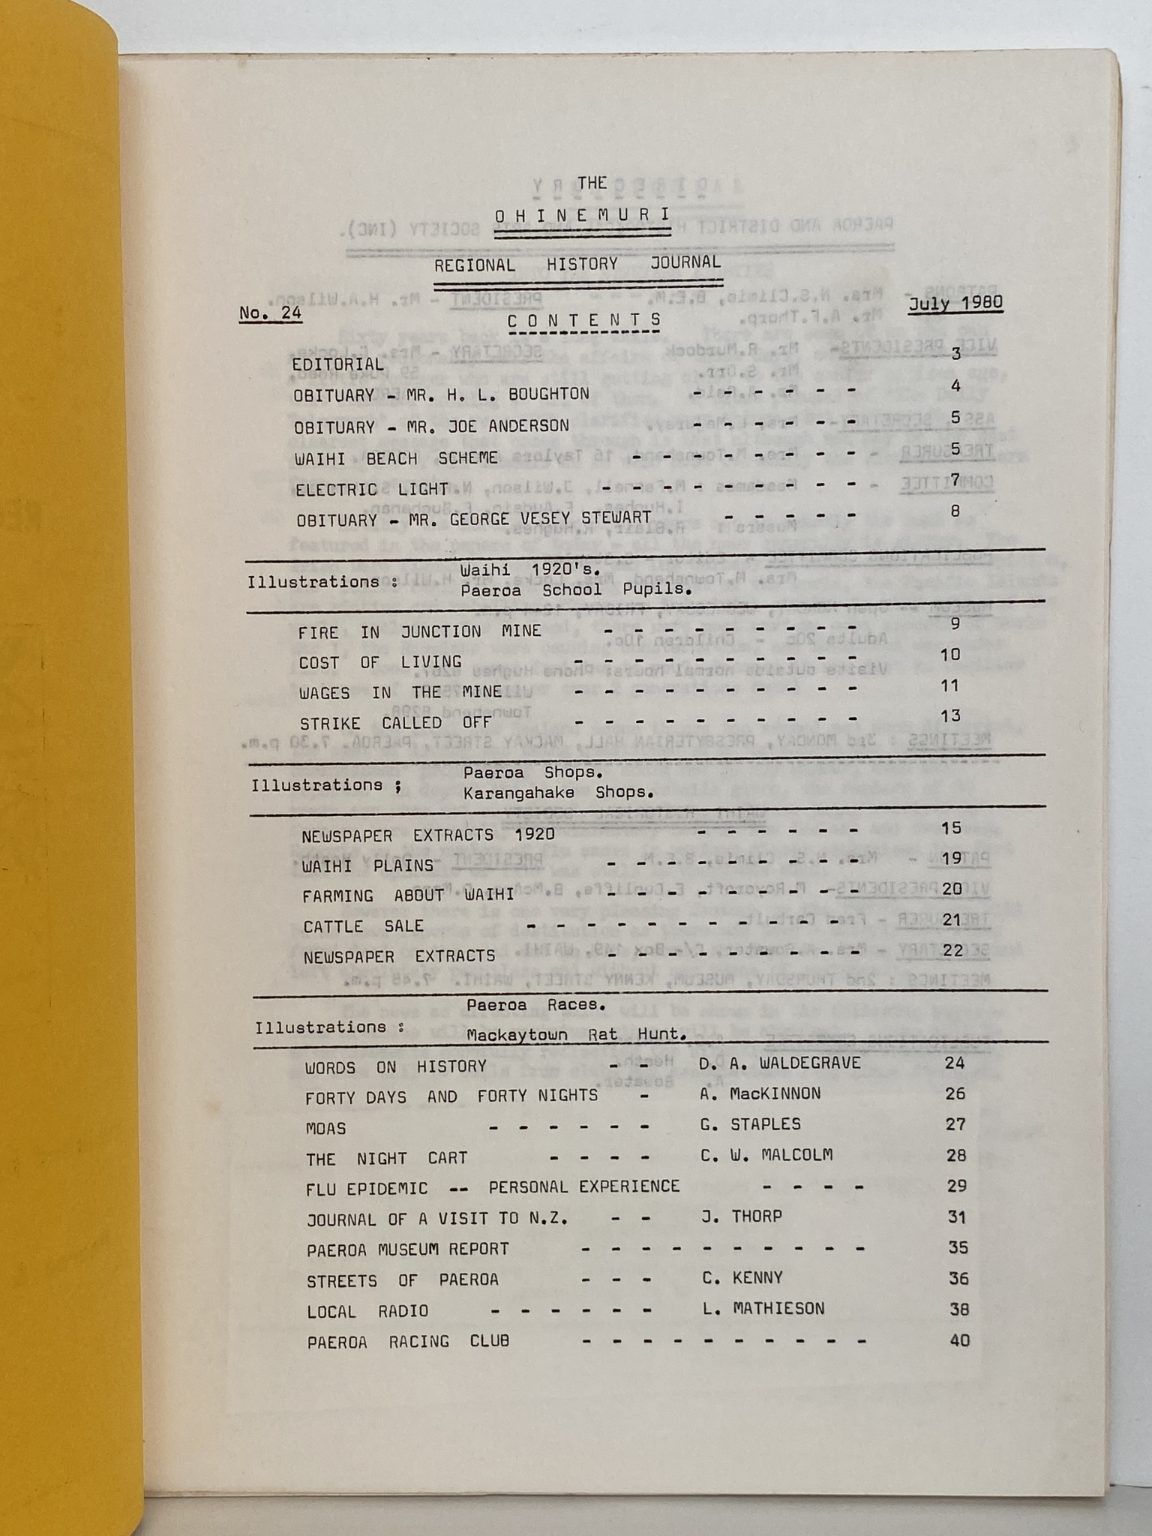 THE
OHINEMURI
REGIONAL HISTORY JOURNAL
No. 24 July 1980
CONTENTS
EDITORIAL 3
OBITUARY - MR. H. L. BOUGHTON - - - - - - 4
OBITUARY - MR. JOE ANDERSON - - - - - - 5
WAIHI BEACH SCHEME - - - - - - - - 5
ELECTRIC LIGHT - - - - - - - - - 7
OBITUARY - MR. GEORGE VESEY STEWART - - - - - 8
Illustrations : Waihi 1920's.
Paeroa School Pupils.
FIRE IN JUNCTION MINE - - - - - - - - - 9
COST OF LIVING - - - - - - - - - - 10
WAGES IN THE MINE - - - - - - - - - - 11
STRIKE CALLED OFF - - - - - - - - - - 13
Illustrations ; Paeroa Shops.
Karangahake Shops.
NEWSPAPER EXTRACTS 1920 - - - - - - 15
WAIHI PLAINS - - - - - - - - - 19
FARMING ABOUT WAIHI - - - - - - - - - 20
CATTLE SALE - - - - - - - - - - - 21
NEWSPAPER EXTRACTS - - - - - - - - - 22
Illustrations : Paeroa Races.
Mackaytown Rat Hunt.
WORDS ON HISTORY - - D. A. WALDEGRAVE 24
FORTY DAYS AND FORTY NIGHTS - A. MacKINNON 26
MOAS - - - - - - G. STAPLES 27
THE NIGHT CART - - - - C. W. MALCOLM 28
FLU EPIDEMIC -- PERSONAL EXPERIENCE - - - - 29
JOURNAL OF A VISIT TO N.Z. - - J. THORP 31
PAEROA MUSEUM REPORT - - - - - - - - - - 35
STREETS OF PAEROA - - - C. KENNY 36
LOCAL RADIO - - - - - - L. MATHIESON 38
PAEROA RACING CLUB - - - - - - - - - - 40